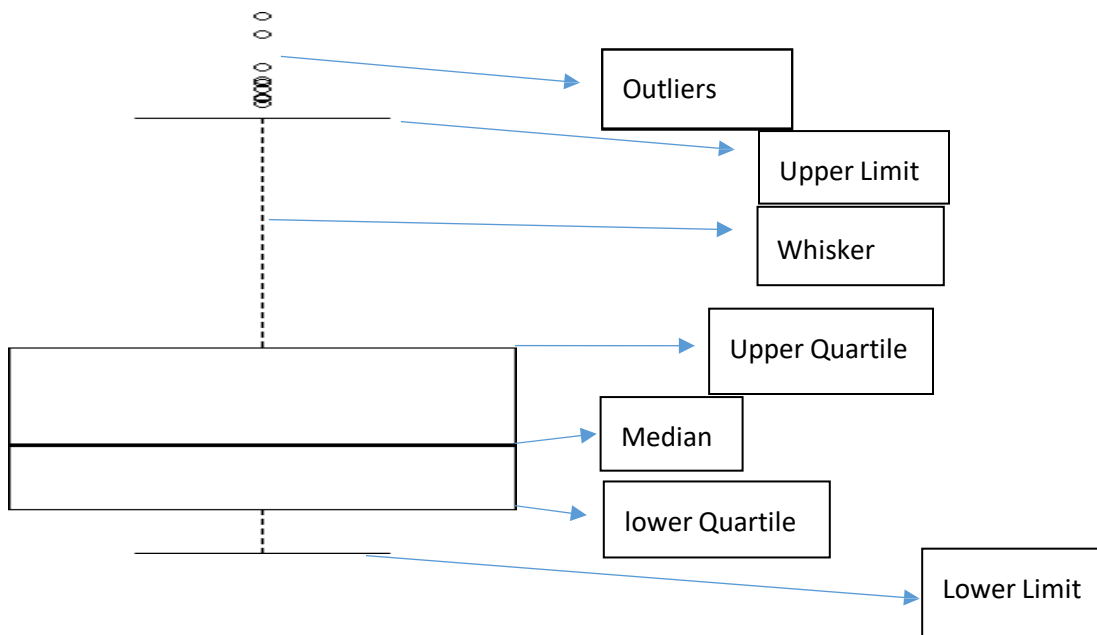 Outliers
Upper Limit
Whisker
Upper Quartile
Median
lower Quartile
Lower Limit